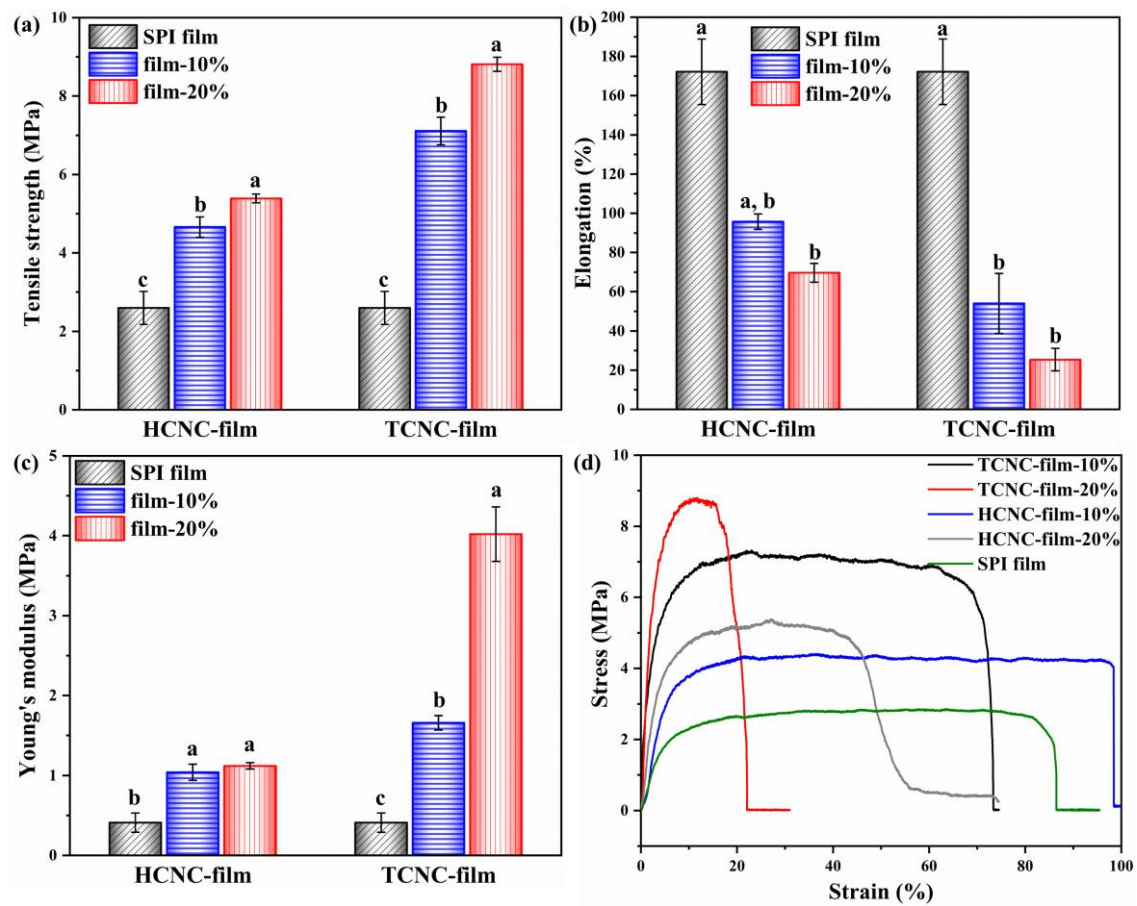 (a)
SPI film
film-10%
film-20%
Tensile strength (MPa)
10
8
6
4
2
0
c
b
a
c
b
a
HCNC-film
TCNC-film
(b)
SPI film
film-10%
film-20%
Elongation (%)
200
180
160
140
120
100
80
60
40
20
0
a
a, b
b
a
b
b
HCNC-film
TCNC-film
(c)
SPI film
film-10%
film-20%
Young's modulus (MPa)
5
4
3
2
1
0
b
a
a
c
b
a
HCNC-film
TCNC-film
(d)
TCNC-film-10%
TCNC-film-20%
HCNC-film-10%
HCNC-film-20%
SPI film
Stress (MPa)
10
8
6
4
2
0
0
20
40
60
80
100
Strain (%)